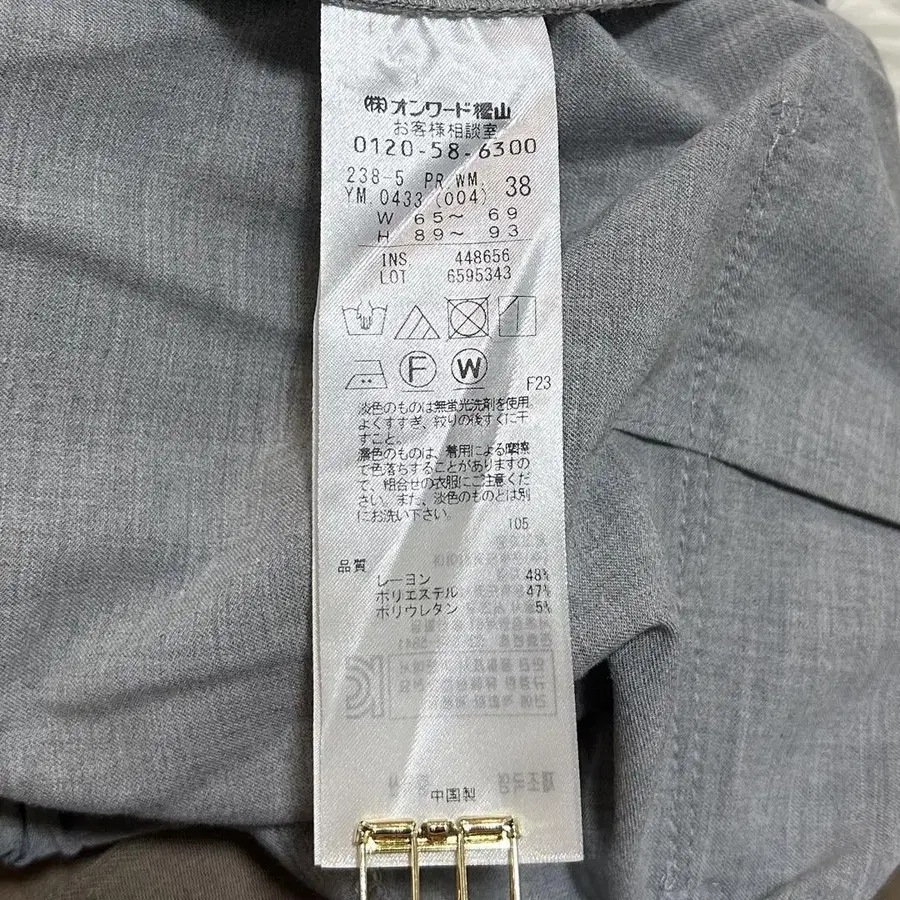 (株)オンワード樫山
お客様相談室
0120-58-6300
238-5 PR.WM.
YM.0433 (004) 38
W 65～ 69
H 89～ 93
INS. 448656
LOT 6595343
F W
F23
淡色のものは無蛍光洗剤を使用。
よくすすぎ、絞りの後すぐに干
すこと。
濃色のものは、着用による摩擦
で色落ちすることがありますの
で、組合せの衣服にご注意くだ
さい。また、淡色のものとは別
にお洗い下さい。
105
品質
レーヨン 48%
ポリエステル 47%
ポリウレタン 5%
中国製